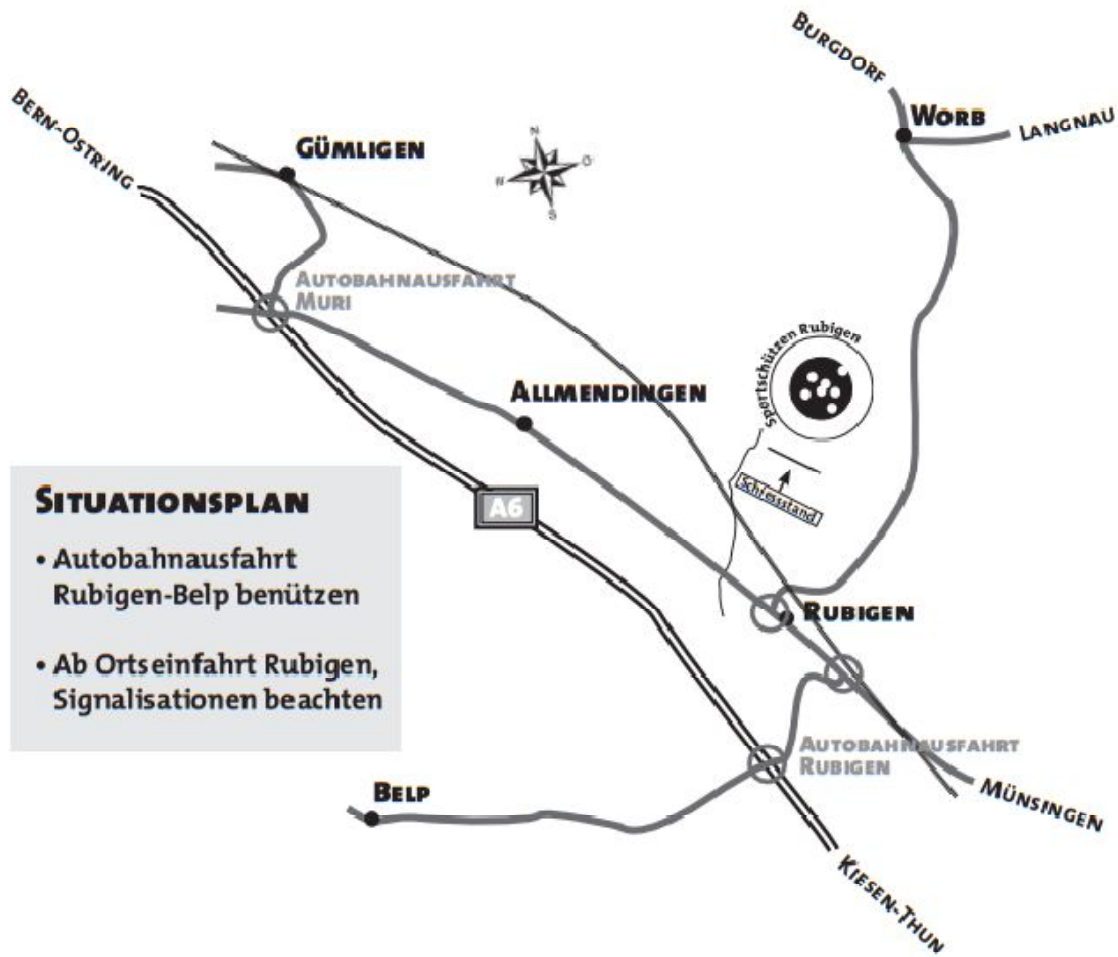 BURGDORF
WORB
LANGNAU
BERN-OSTRING
GÜMLIGEN
N
O
W
S
AUTOBAHNAUSFAHRT
MURI
Sportschützen Rubigen
ALLMENDINGEN
Schiessstand
A6
SITUATIONSPLAN
• Autobahnausfahrt
Rubigen-Belp benützen
• Ab Ortseinfahrt Rubigen,
Signalisationen beachten
RUBIGEN
AUTOBAHNAUSFAHRT
RUBIGEN
BELP
MÜNSINGEN
KIESEN-THUN